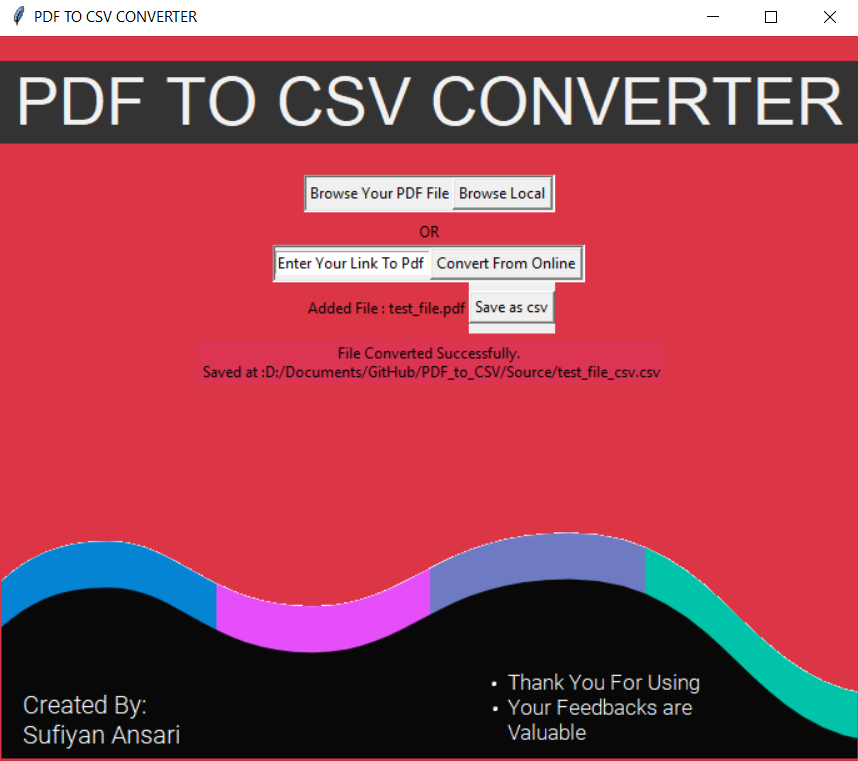 PDF TO CSV CONVERTER
PDF TO CSV CONVERTER
Browse Your PDF File Browse Local
OR
Enter Your Link To Pdf Convert From Online
Added File : test_file.pdf Save as csv
File Converted Successfully.
Saved at :D:/Documents/GitHub/PDF_to_CSV/Source/test_file_csv.csv
Created By:
Sufiyan Ansari
• Thank You For Using
• Your Feedbacks are
Valuable